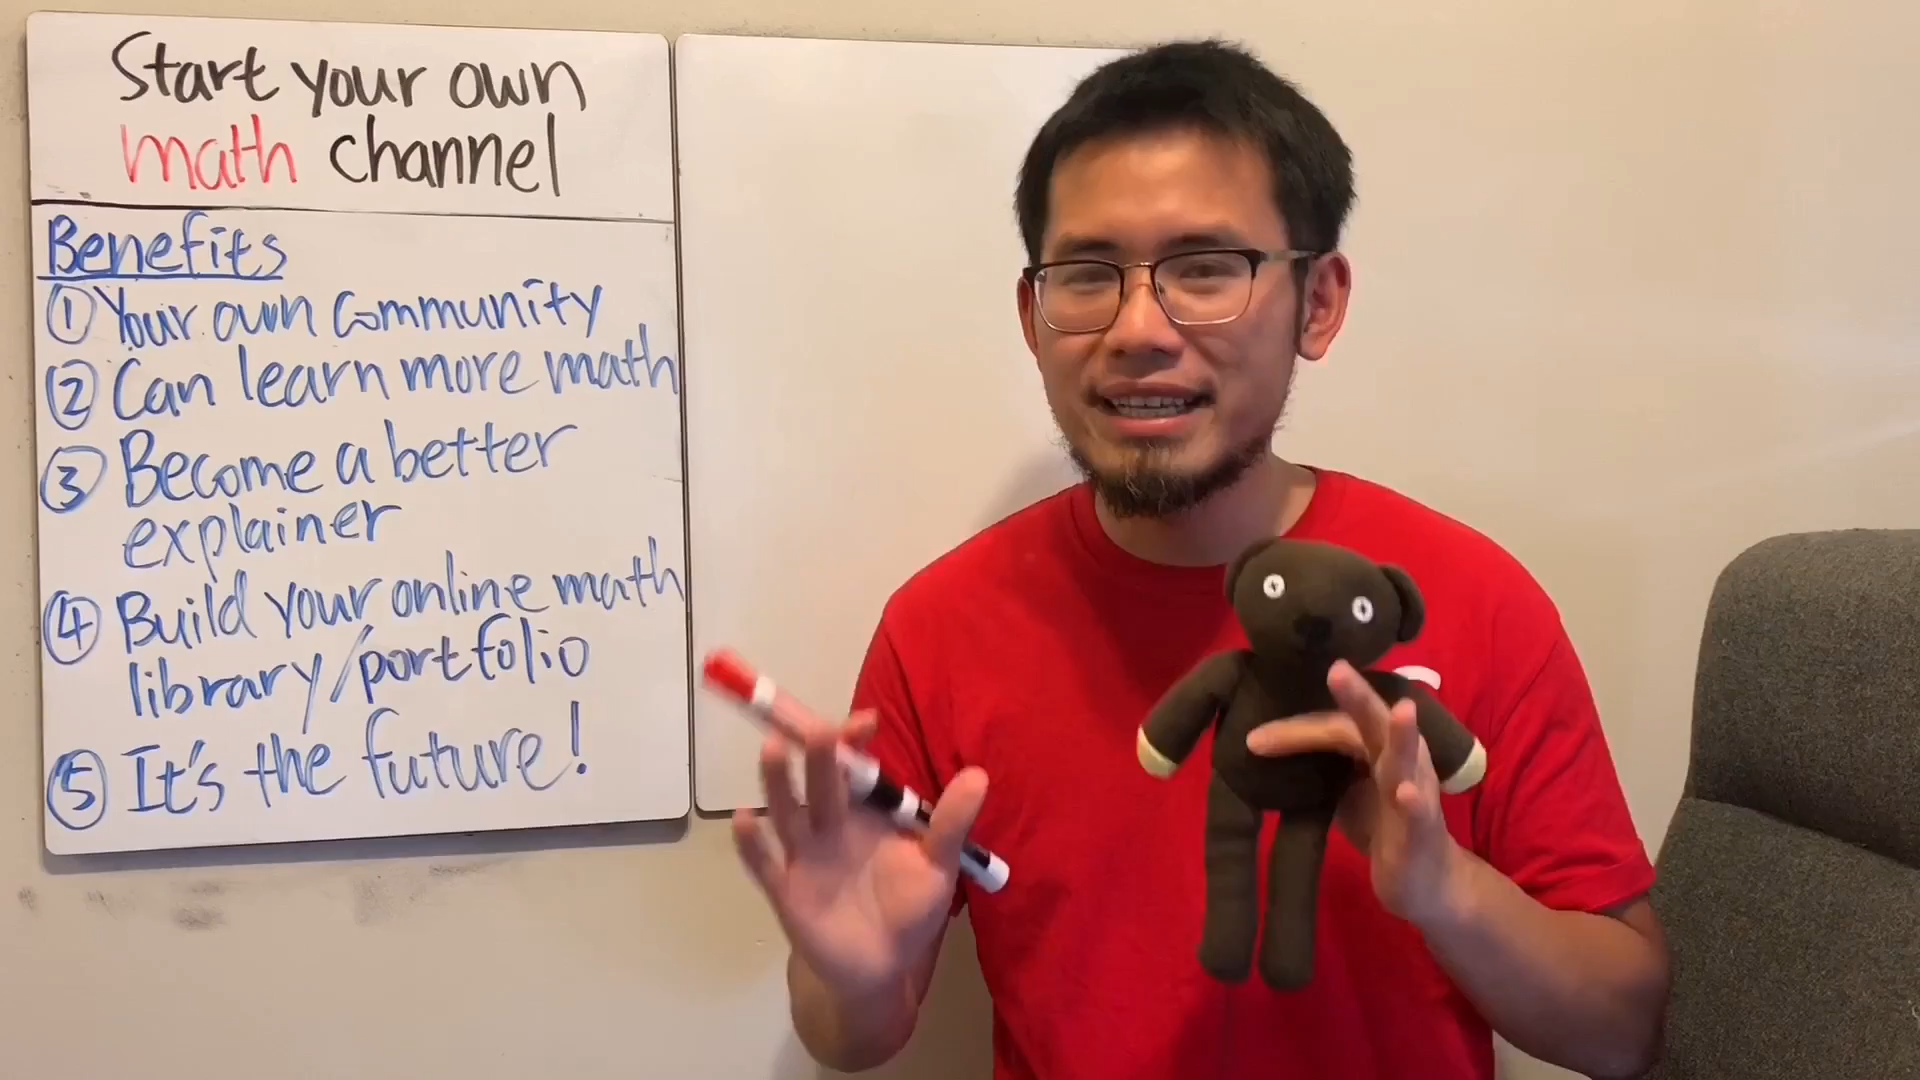 Start your own
math channel
Benefits
① Your own community
② Can learn more math
③ Become a better
explainer
④ Build your online math
library/portfolio
⑤ It's the future!